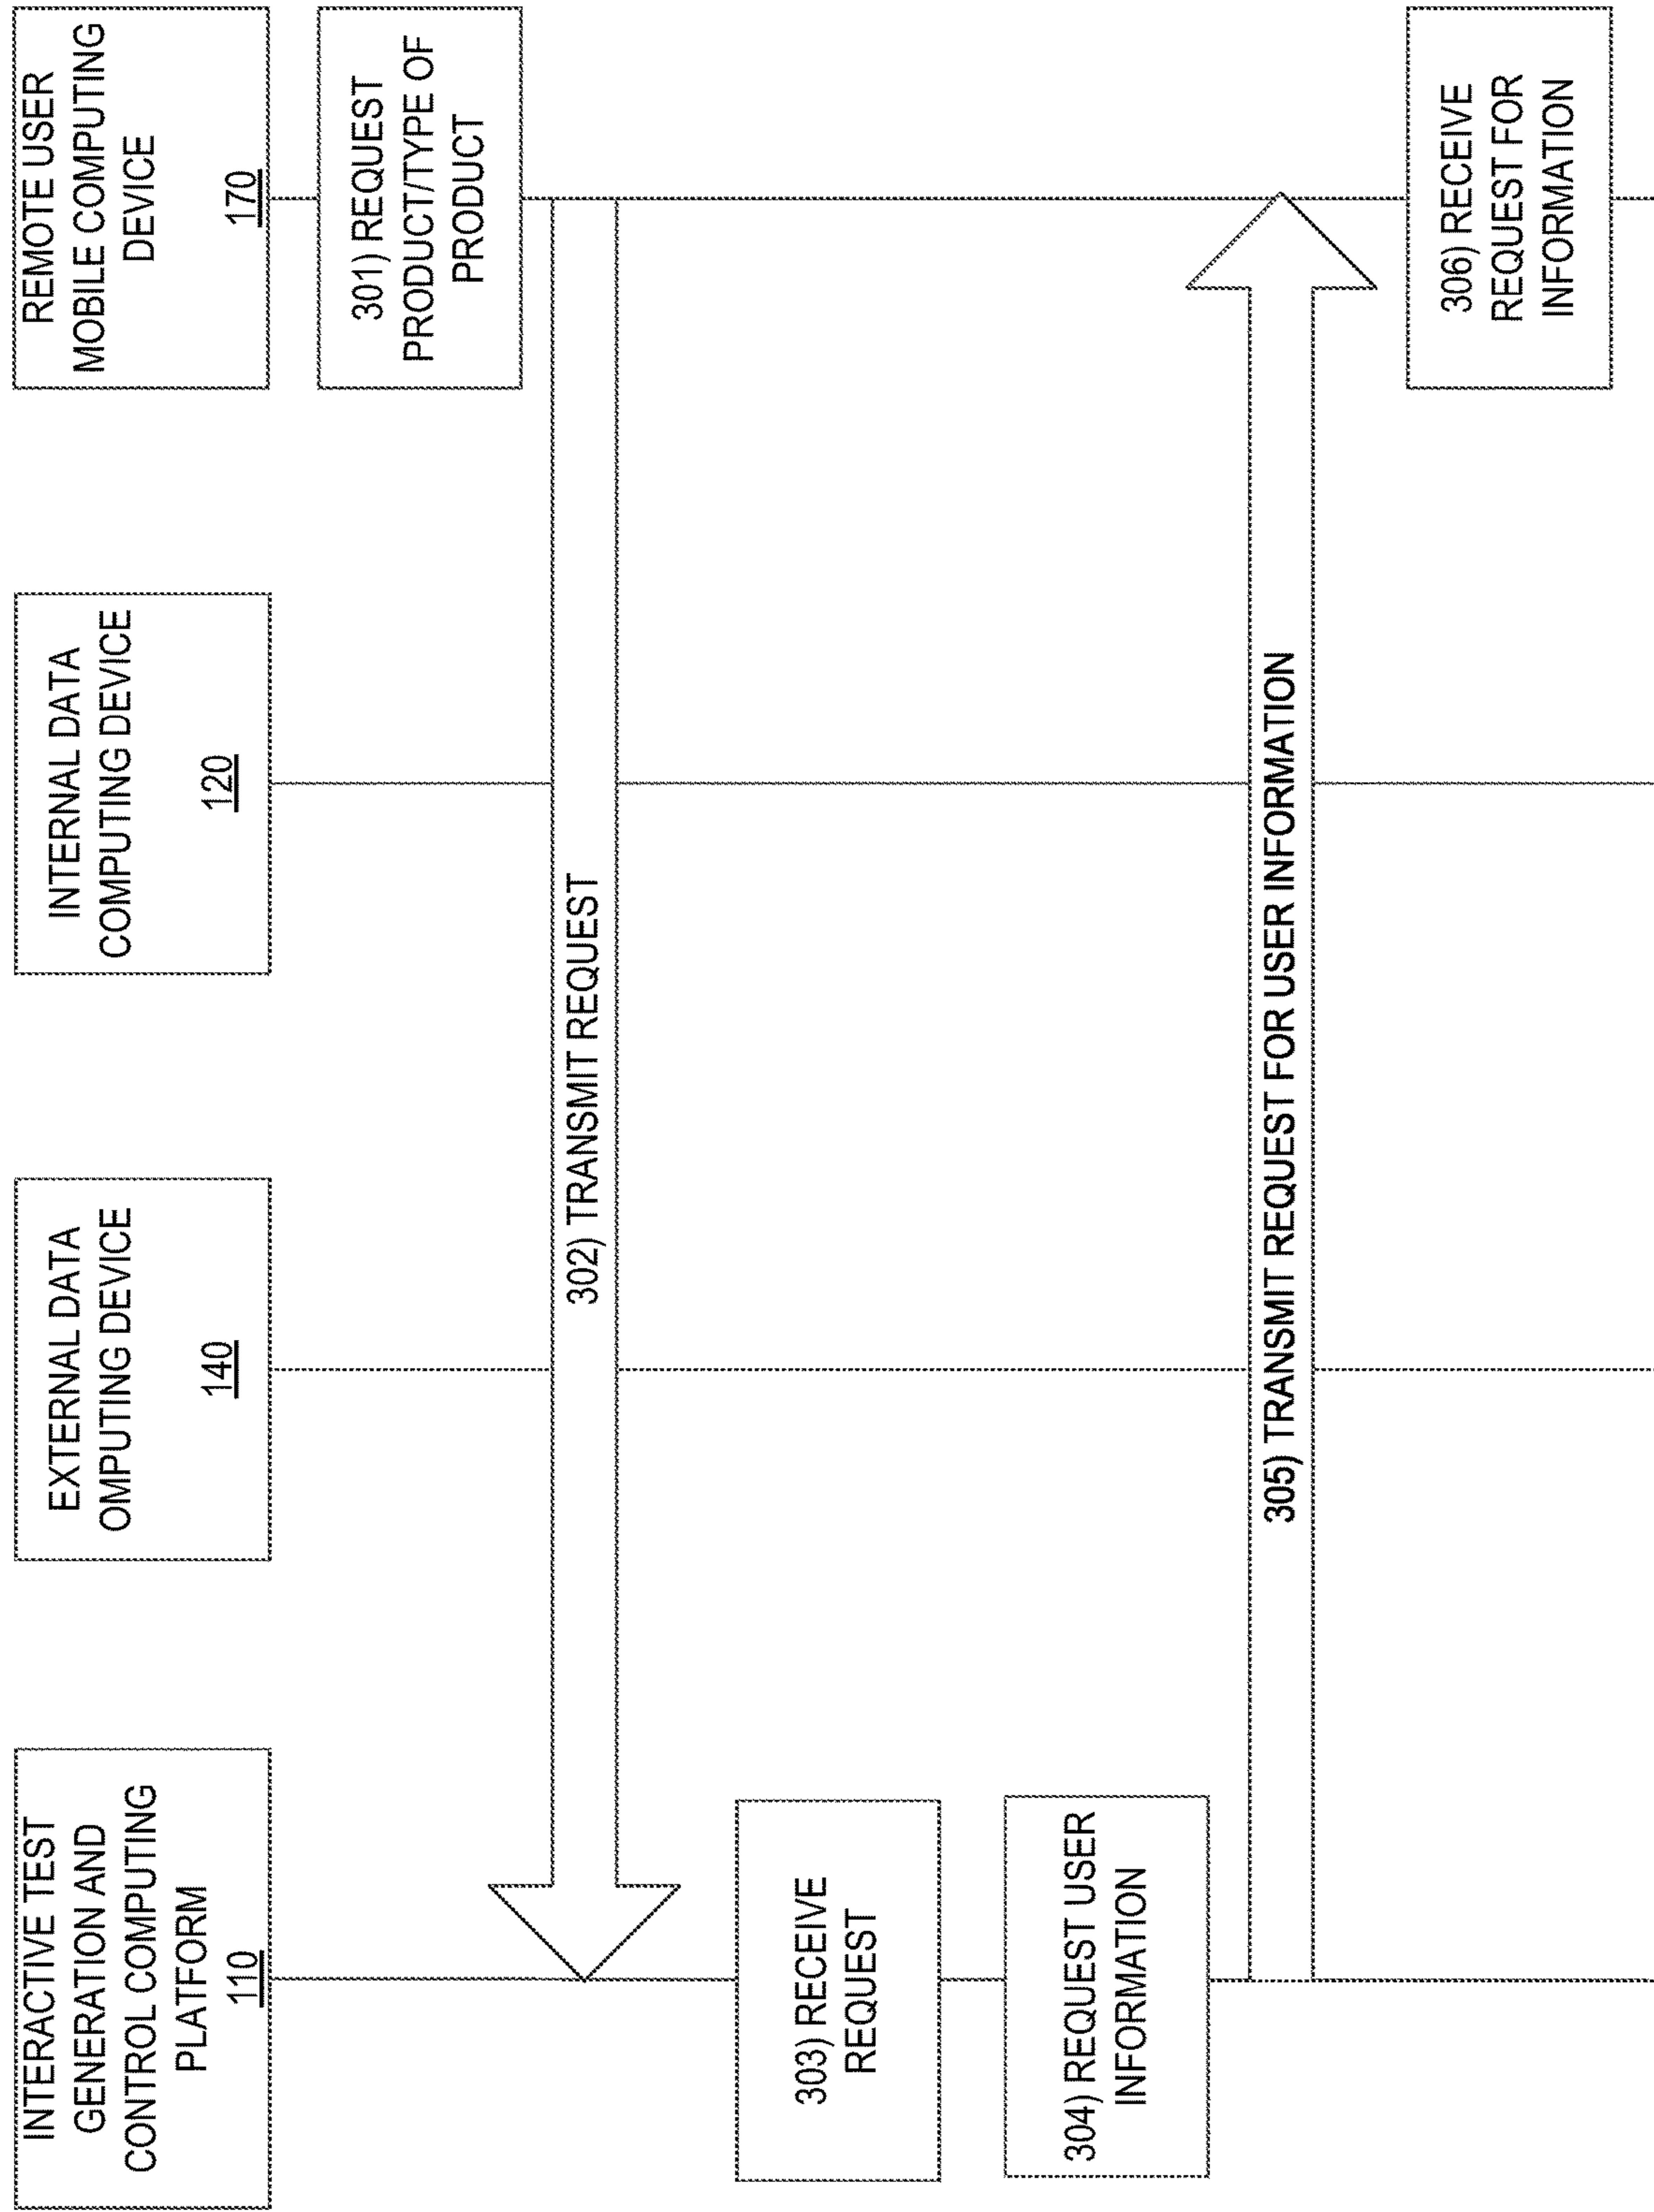 INTERACTIVE TEST
GENERATION AND
CONTROL COMPUTING
PLATFORM
110
EXTERNAL DATA
OMPUTING DEVICE
140
INTERNAL DATA
COMPUTING DEVICE
120
REMOTE USER
MOBILE COMPUTING
DEVICE
170
301) REQUEST
PRODUCT/TYPE OF
PRODUCT
302) TRANSMIT REQUEST
303) RECEIVE
REQUEST
304) REQUEST USER
INFORMATION
305) TRANSMIT REQUEST FOR USER INFORMATION
306) RECEIVE
REQUEST FOR
INFORMATION